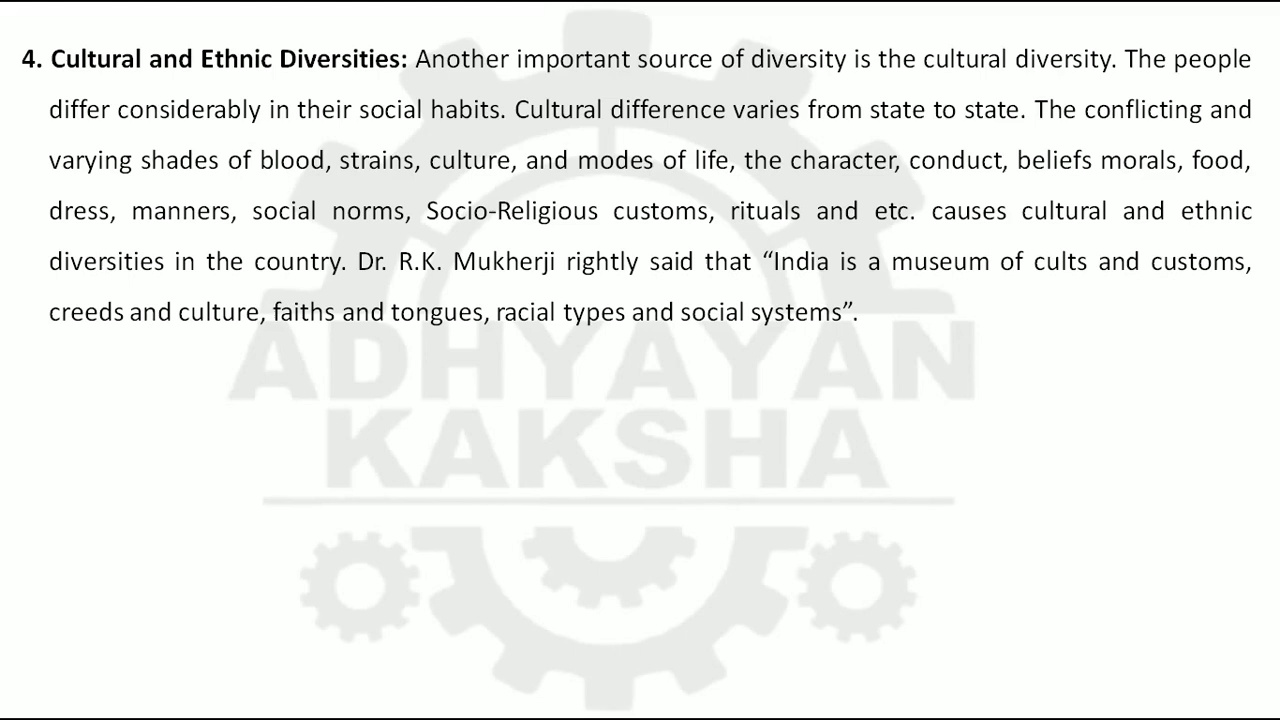 4. Cultural and Ethnic Diversities: Another important source of diversity is the cultural diversity. The people
differ considerably in their social habits. Cultural difference varies from state to state. The conflicting and
varying shades of blood, strains, culture, and modes of life, the character, conduct, beliefs morals, food,
dress, manners, social norms, Socio-Religious customs, rituals and etc. causes cultural and ethnic
diversities in the country. Dr. R.K. Mukherji rightly said that “India is a museum of cults and customs,
creeds and culture, faiths and tongues, racial types and social systems”.
ADHYAYAN
KAKSHA